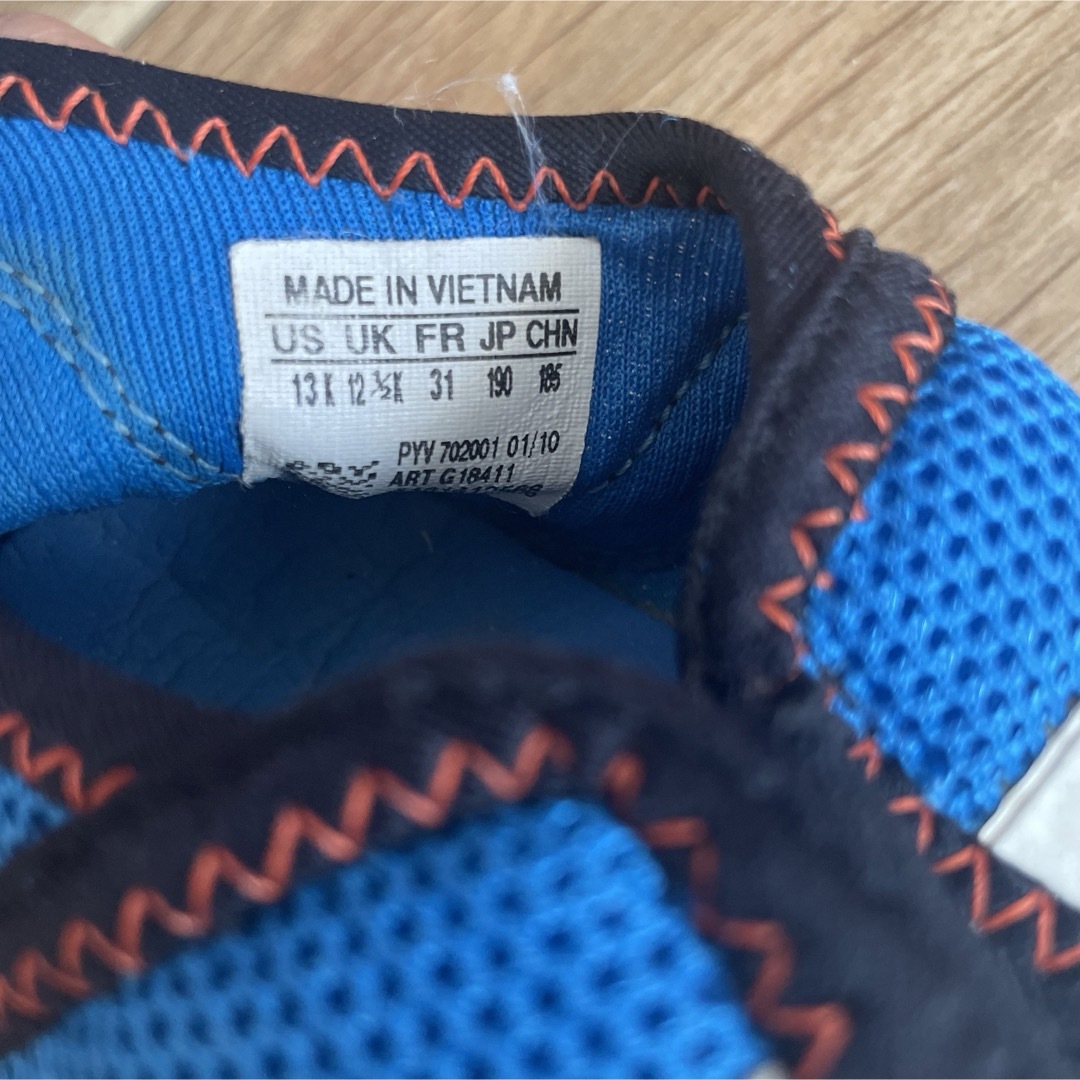 MADE IN VIETNAM
US UK FR JP CHN
13K 12 ½K 31 190 185
PYV 702001 01/10
ART G18411